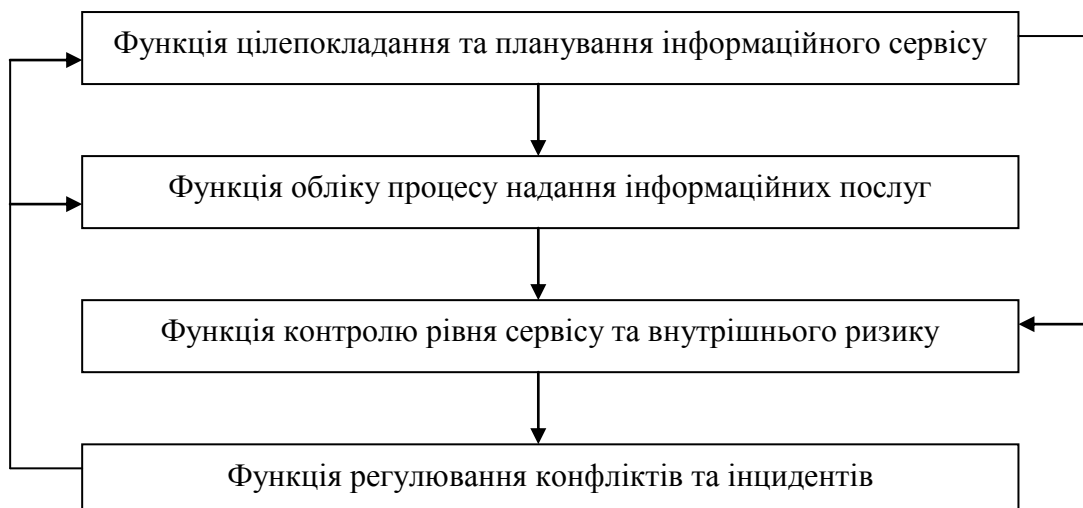 Функція цілепокладання та планування інформаційного сервісу
Функція обліку процесу надання інформаційних послуг
Функція контролю рівня сервісу та внутрішнього ризику
Функція регулювання конфліктів та інцидентів